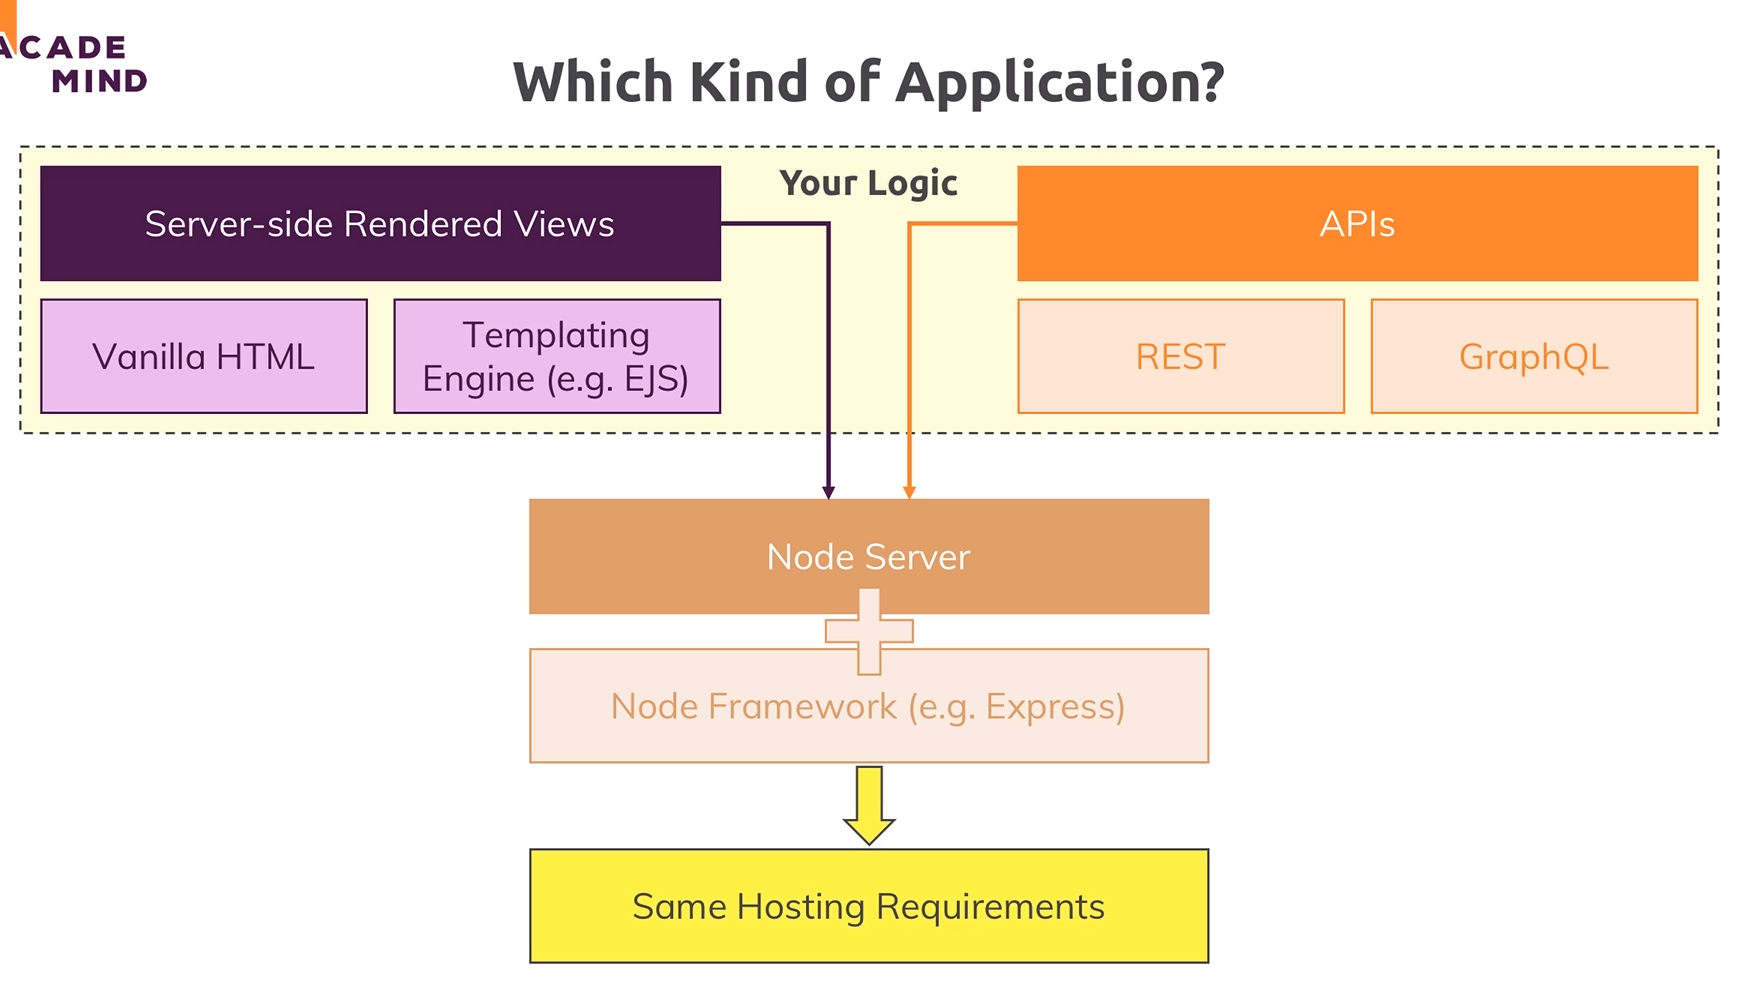 ACADE
MIND
Which Kind of Application?
Your Logic
Server-side Rendered Views
APIs
Vanilla HTML
Templating
Engine (e.g. EJS)
REST
GraphQL
Node Server
Node Framework (e.g. Express)
Same Hosting Requirements